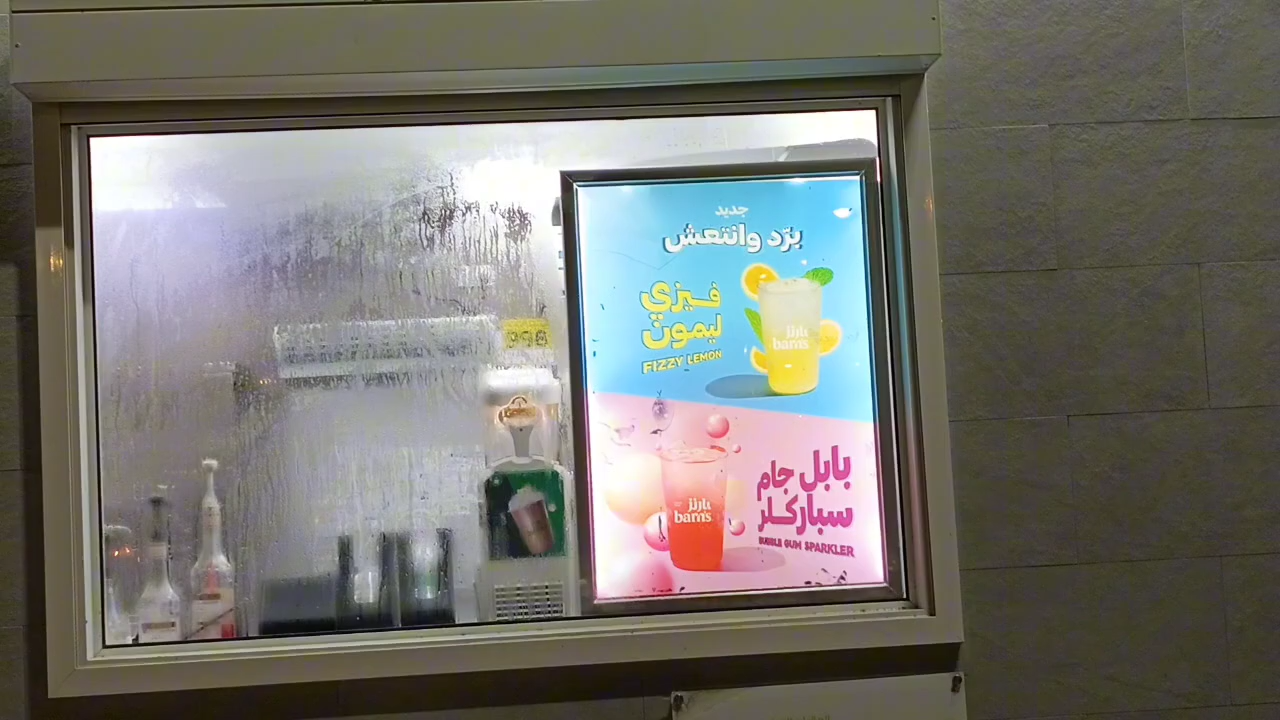 جديد
برّد وانتعش
فيزي
ليمون
FIZZY LEMON
بارنز
barn's
بابل جام
سباركلر
BUBBLE GUM SPARKLER
بارنز
barn's